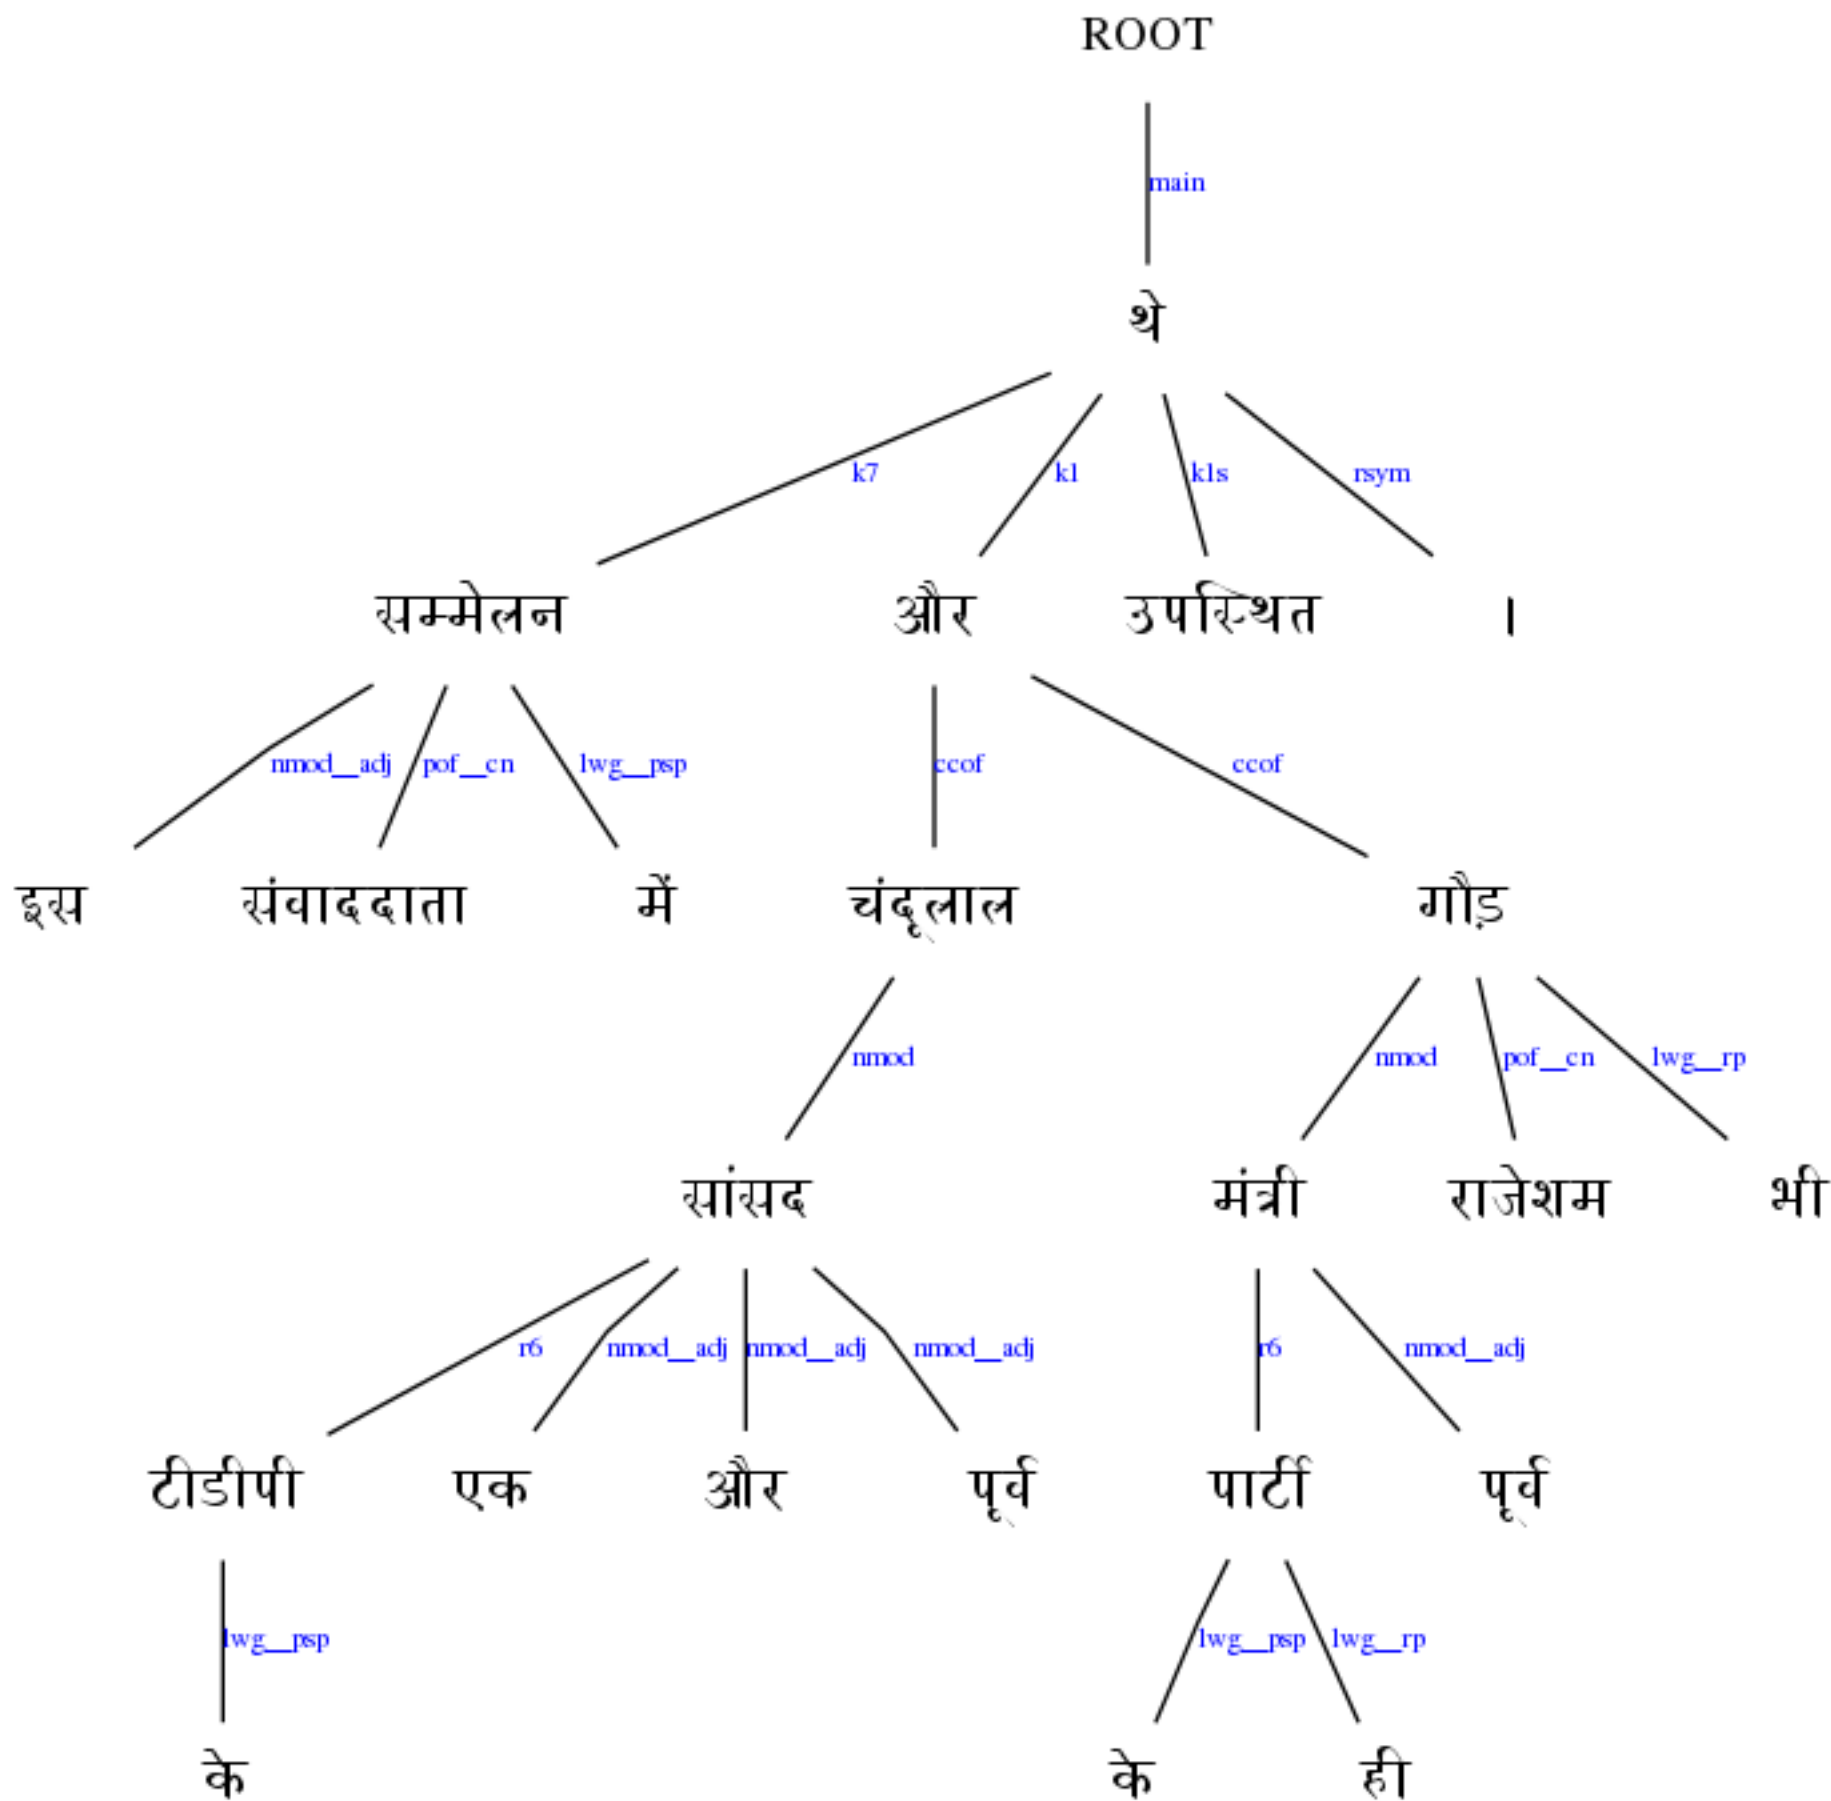 ROOT
main
थे
k7 k1 k1s rsym
सम्मेलन और उपस्थित ।
nmod__adj pof__cn lwg__psp ccof ccof
इस संवाददाता में चंदूलाल गौड़
nmod nmod pof__cn lwg__rp
सांसद मंत्री राजेशम भी
r6 nmod__adj nmod__adj nmod__adj r6 nmod__adj
टीडीपी एक और पूर्व पार्टी पूर्व
lwg__psp lwg__psp lwg__rp
के के ही